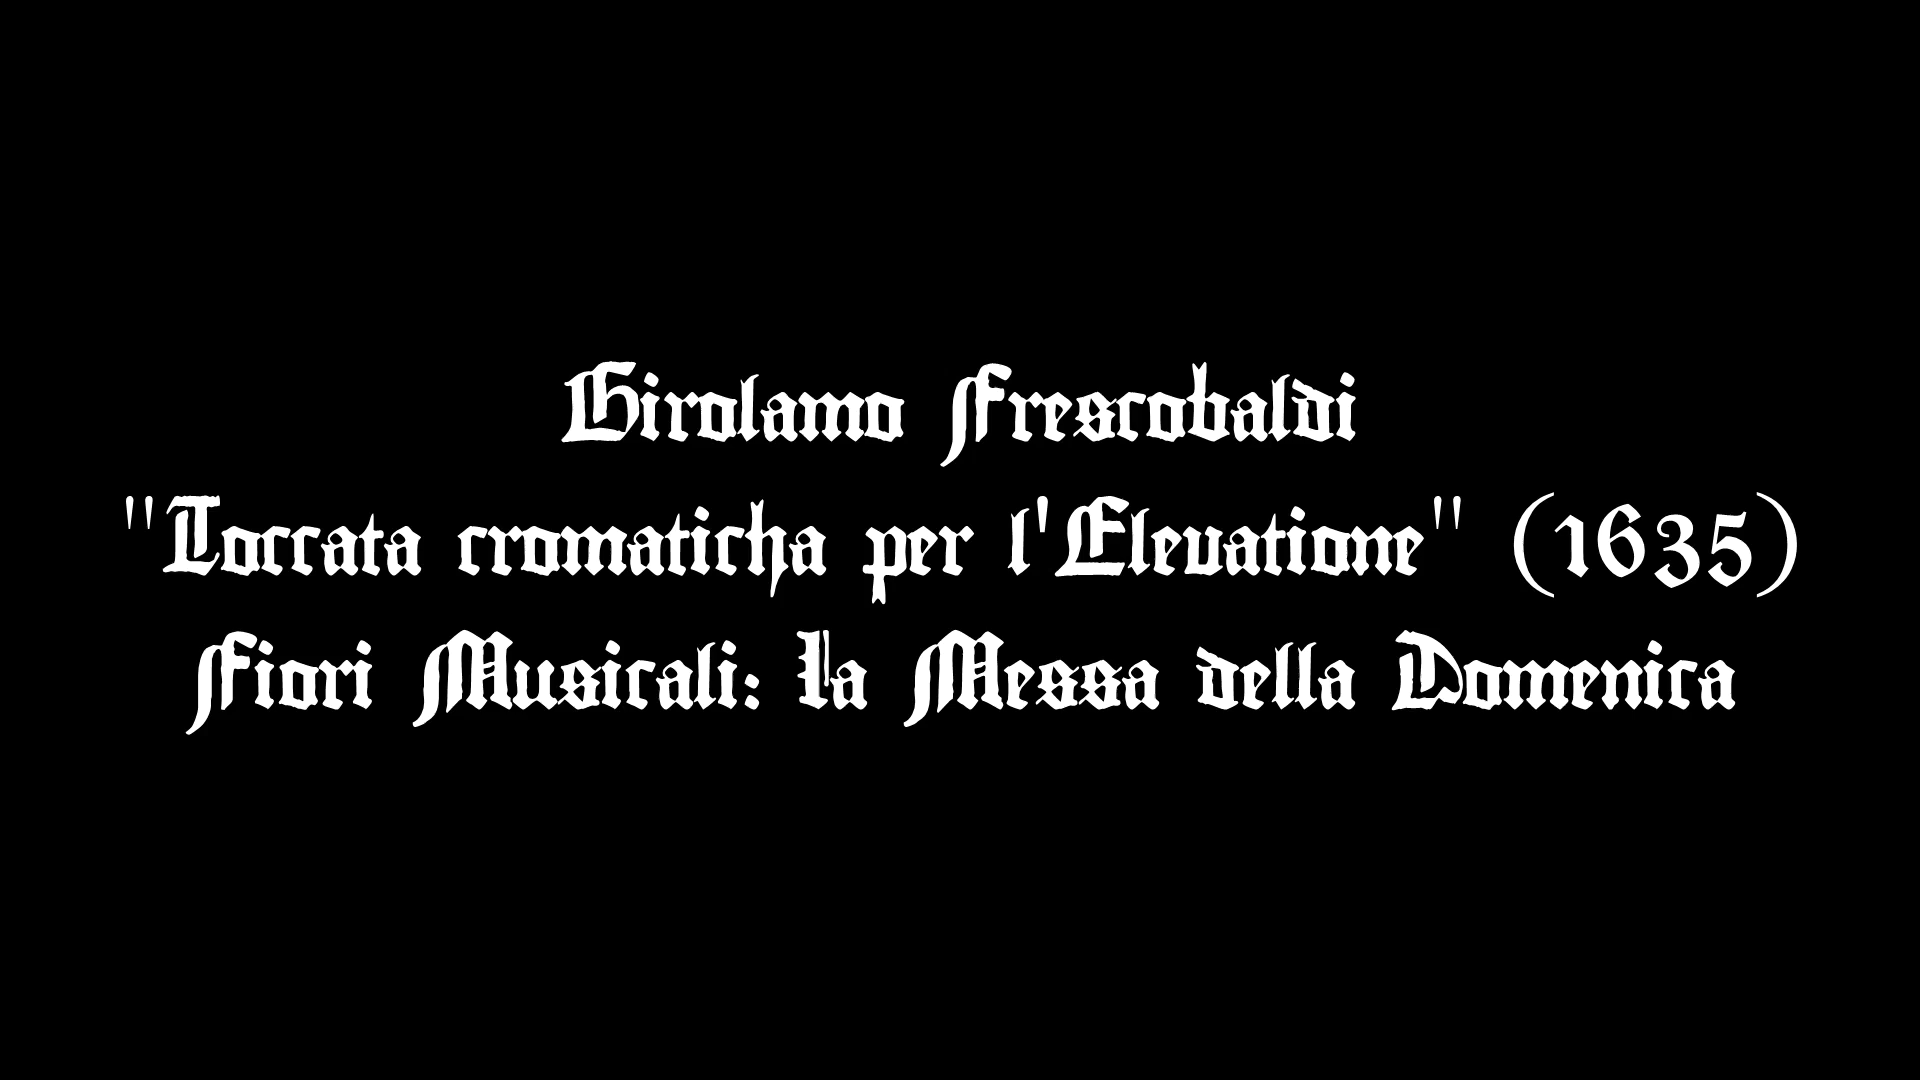 Girolamo Frescobaldi
"Toccata cromaticha per l'Elevatione" (1635)
Fiori Musicali: La Messa della Domenica